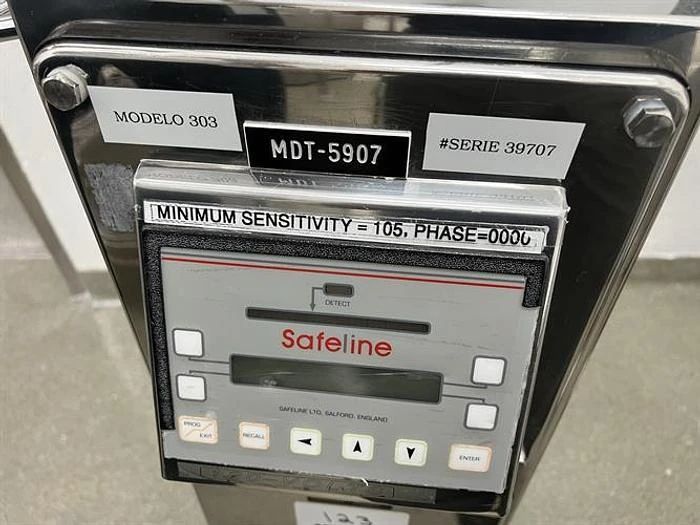 MODELO 303
MDT-5907
#SERIE 39707
MINIMUM SENSITIVITY = 105, PHASE=0000
DETECT
Safeline
SAFELINE LTD, SALFORD, ENGLAND
PROG
EXIT
RECALL
ENTER
123